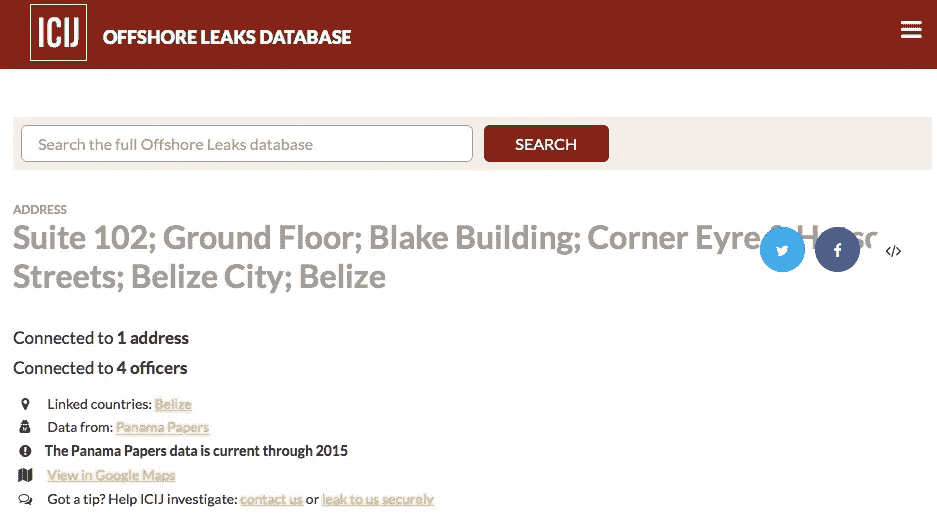 ICIJ OFFSHORE LEAKS DATABASE
Search the full Offshore Leaks database
SEARCH
ADDRESS
Suite 102; Ground Floor; Blake Building; Corner Eyre
Streets; Belize City; Belize
Connected to 1 address
Connected to 4 officers
Linked countries: Belize
Data from: Panama Papers
The Panama Papers data is current through 2015
View in Google Maps
Got a tip? Help ICIJ investigate: contact us or leak to us securely